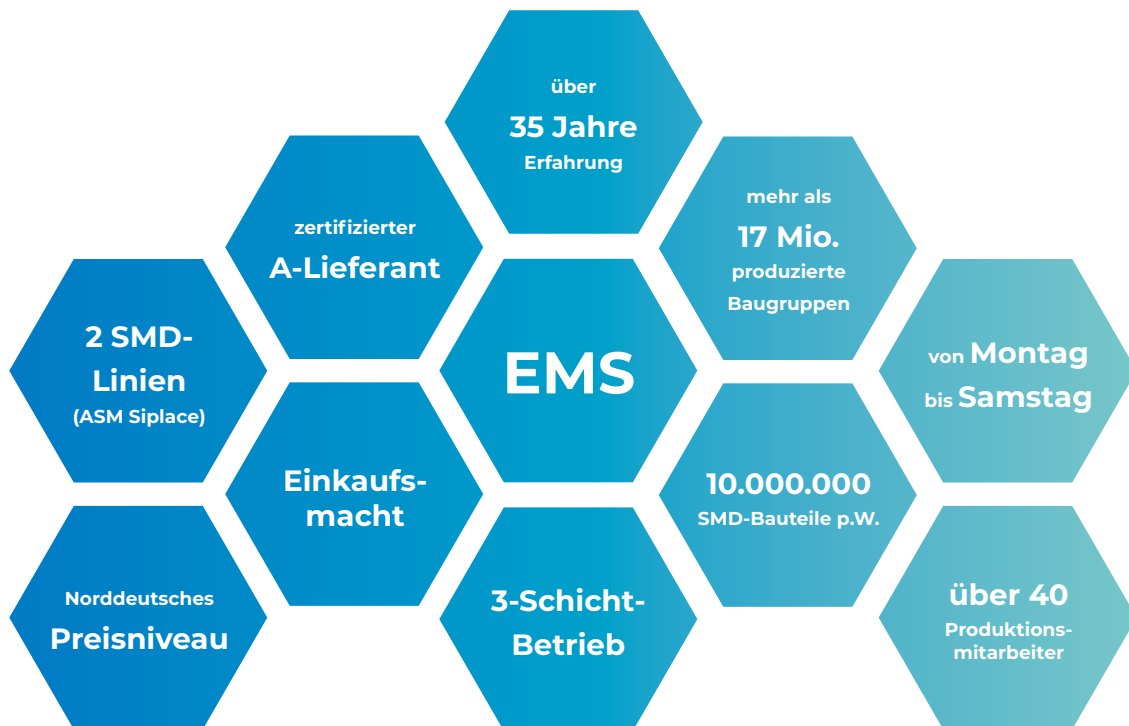 über
35 Jahre
Erfahrung
zertifizierter
A-Lieferant
mehr als
17 Mio.
produzierte
Baugruppen
2 SMD-
Linien
(ASM Siplace)
EMS
von Montag
bis Samstag
Einkaufs-
macht
10.000.000
SMD-Bauteile p.W.
Norddeutsches
Preisniveau
3-Schicht-
Betrieb
über 40
Produktions-
mitarbeiter